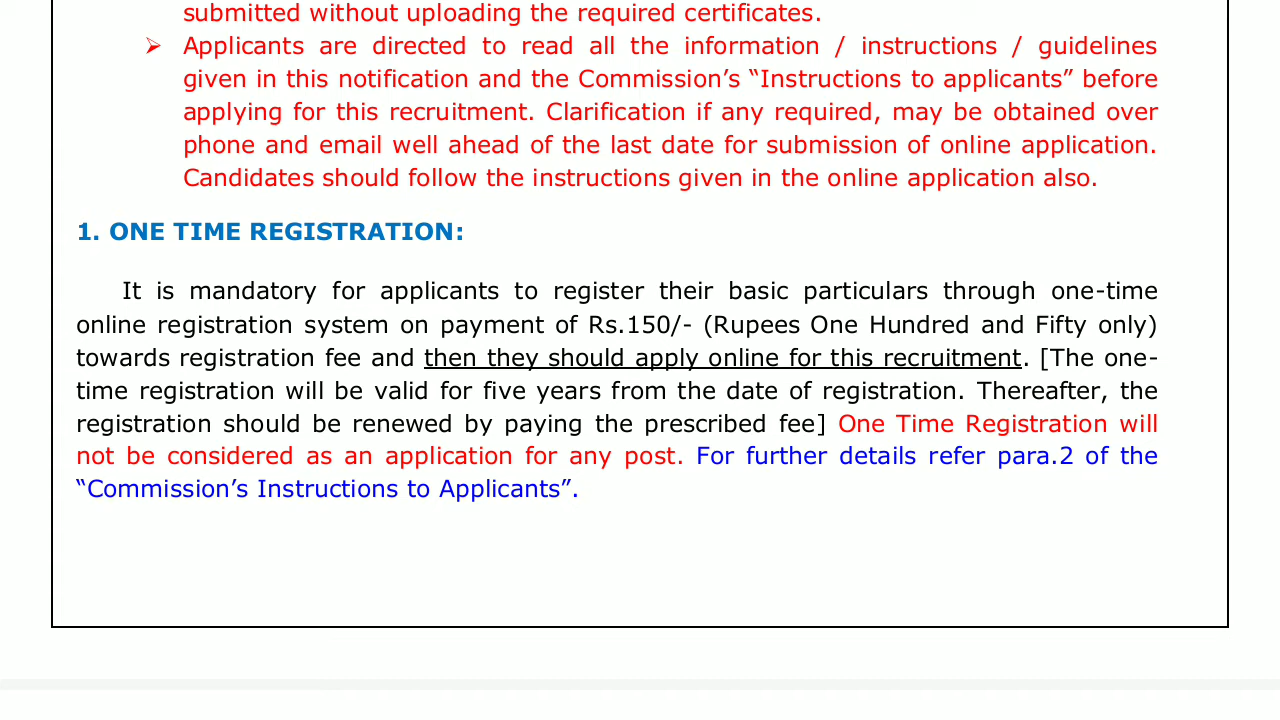 submitted without uploading the required certificates.
➢ Applicants are directed to read all the information / instructions / guidelines
given in this notification and the Commission’s “Instructions to applicants” before
applying for this recruitment. Clarification if any required, may be obtained over
phone and email well ahead of the last date for submission of online application.
Candidates should follow the instructions given in the online application also.
1. ONE TIME REGISTRATION:
It is mandatory for applicants to register their basic particulars through one-time
online registration system on payment of Rs.150/- (Rupees One Hundred and Fifty only)
towards registration fee and then they should apply online for this recruitment. [The one-
time registration will be valid for five years from the date of registration. Thereafter, the
registration should be renewed by paying the prescribed fee] One Time Registration will
not be considered as an application for any post. For further details refer para.2 of the
“Commission’s Instructions to Applicants”.